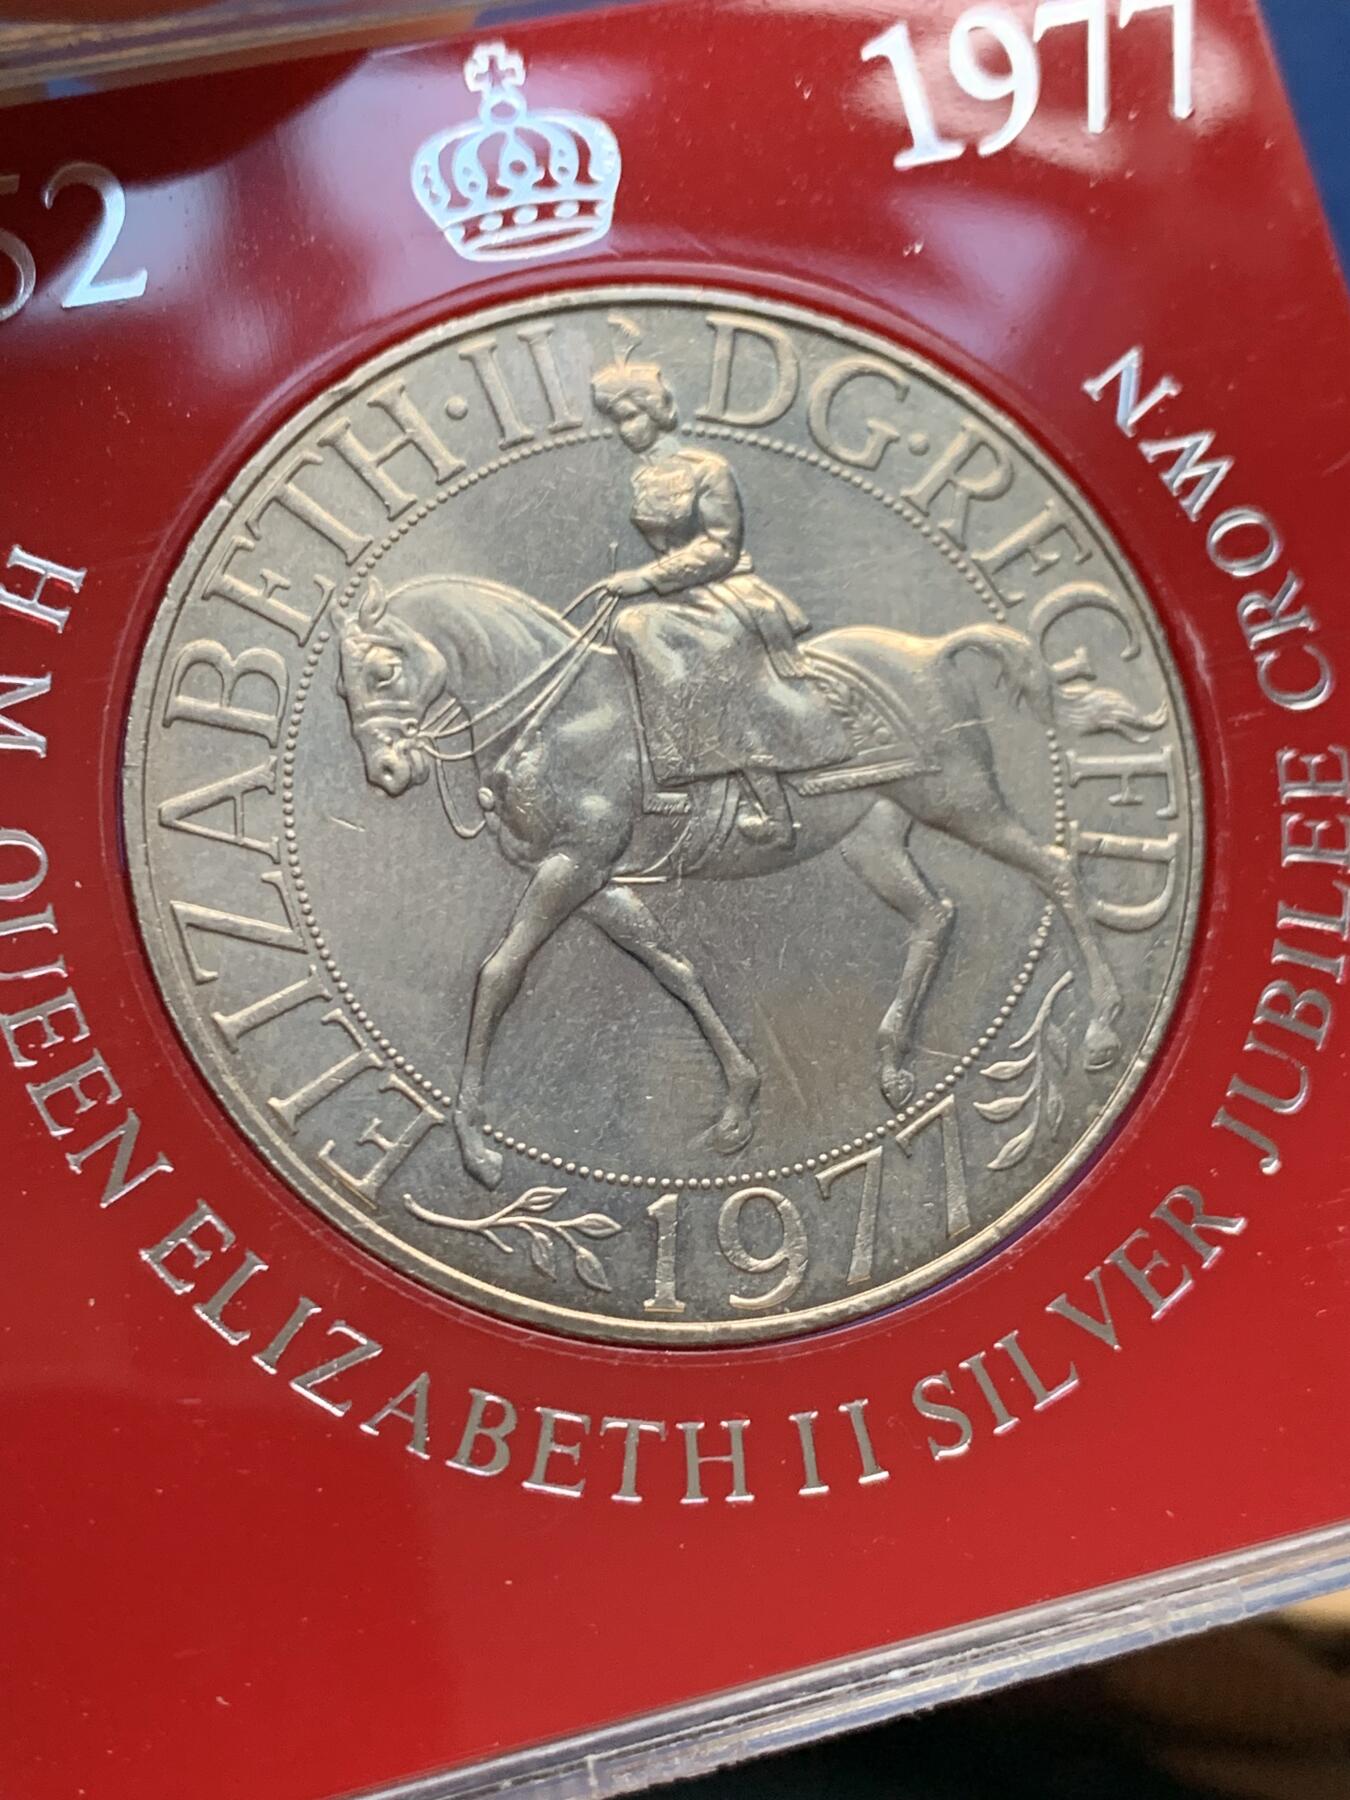 52 1977
H M QUEEN ELIZABETH II SILVER JUBILEE CROWN
ELIZABETH·II DG·REG FD
1977